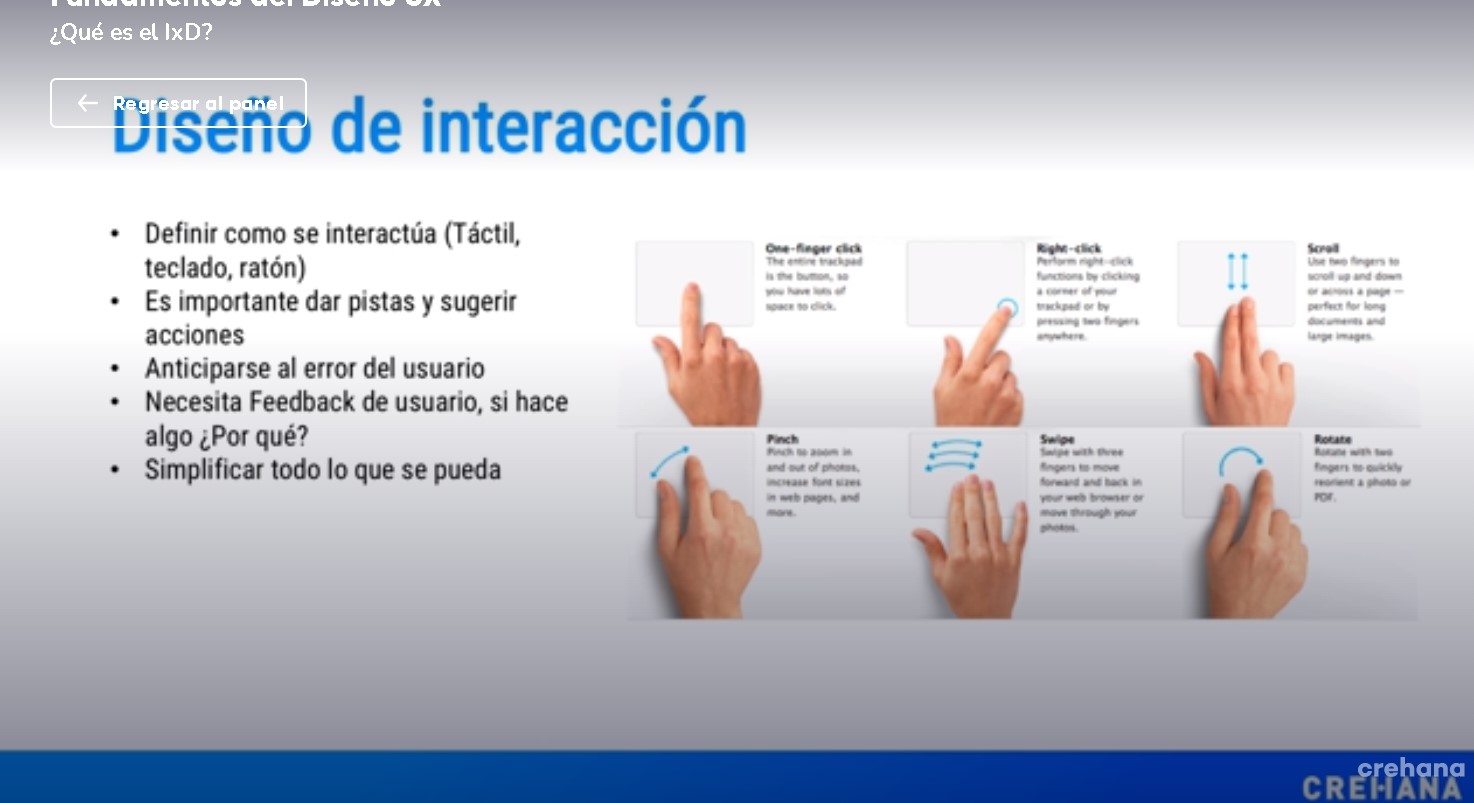 Fundamentos del Diseño UX
¿Qué es el IxD?
Regresar al panel
Diseño de interacción
• Definir como se interactúa (Táctil,
teclado, ratón)
• Es importante dar pistas y sugerir
acciones
• Anticiparse al error del usuario
• Necesita Feedback de usuario, si hace
algo ¿Por qué?
• Simplificar todo lo que se pueda
One-finger click
The entire trackpad
is the button, so
you have lots of
space to click.
Right-click
Perform right-click
functions by clicking
a corner of your
trackpad or by
pressing two fingers
anywhere.
Scroll
Use two fingers to
scroll up and down
or across a page —
perfect for long
documents and
large images.
Pinch
Pinch to zoom in
and out of photos,
increase font sizes
in web pages, and
more.
Swipe
Swipe with three
fingers to move
forward and back in
your web browser or
move through your
photos.
Rotate
Rotate with two
fingers to quickly
reorient a photo or
PDF.
crehana
CREHANA